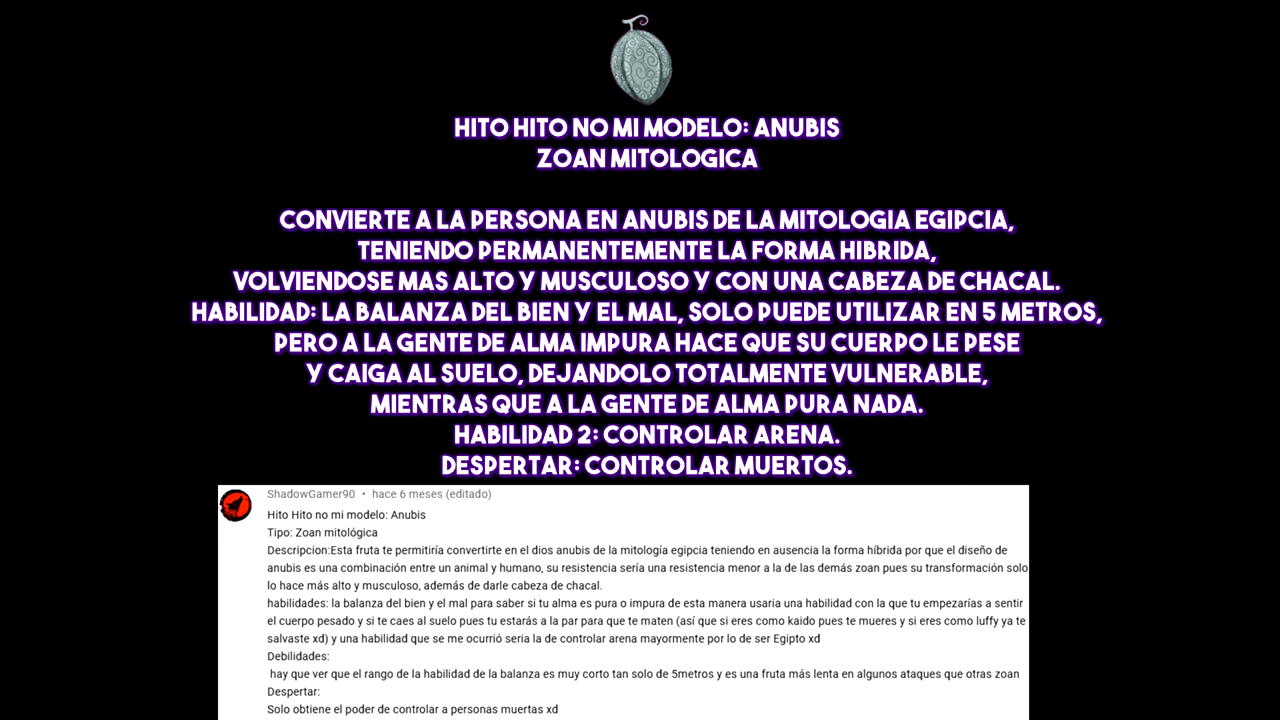 HITO HITO NO MI MODELO: ANUBIS
ZOAN MITOLOGICA
CONVIERTE A LA PERSONA EN ANUBIS DE LA MITOLOGIA EGIPCIA,
TENIENDO PERMANENTEMENTE LA FORMA HIBRIDA,
VOLVIENDOSE MAS ALTO Y MUSCULOSO Y CON UNA CABEZA DE CHACAL.
HABILIDAD: LA BALANZA DEL BIEN Y EL MAL, SOLO PUEDE UTILIZAR EN 5 METROS,
PERO A LA GENTE DE ALMA IMPURA HACE QUE SU CUERPO LE PESE
Y CAIGA AL SUELO, DEJANDOLO TOTALMENTE VULNERABLE,
MIENTRAS QUE A LA GENTE DE ALMA PURA NADA.
HABILIDAD 2: CONTROLAR ARENA.
DESPERTAR: CONTROLAR MUERTOS.
ShadowGamer90 • hace 6 meses (editado)
Hito Hito no mi modelo: Anubis
Tipo: Zoan mitológica
Descripcion:Esta fruta te permitiría convertirte en el dios anubis de la mitología egipcia teniendo en ausencia la forma híbrida por que el diseño de
anubis es una combinación entre un animal y humano, su resistencia sería una resistencia menor a la de las demás zoan pues su transformación solo
lo hace más alto y musculoso, además de darle cabeza de chacal.
habilidades: la balanza del bien y el mal para saber si tu alma es pura o impura de esta manera usaria una habilidad con la que tu empezarías a sentir
el cuerpo pesado y si te caes al suelo pues tu estarás a la par para que te maten (así que si eres como kaido pues te mueres y si eres como luffy ya te
salvaste xd) y una habilidad que se me ocurrió seria la de controlar arena mayormente por lo de ser Egipto xd
Debilidades:
hay que ver que el rango de la habilidad de la balanza es muy corto tan solo de 5metros y es una fruta más lenta en algunos ataques que otras zoan
Despertar:
Solo obtiene el poder de controlar a personas muertas xd